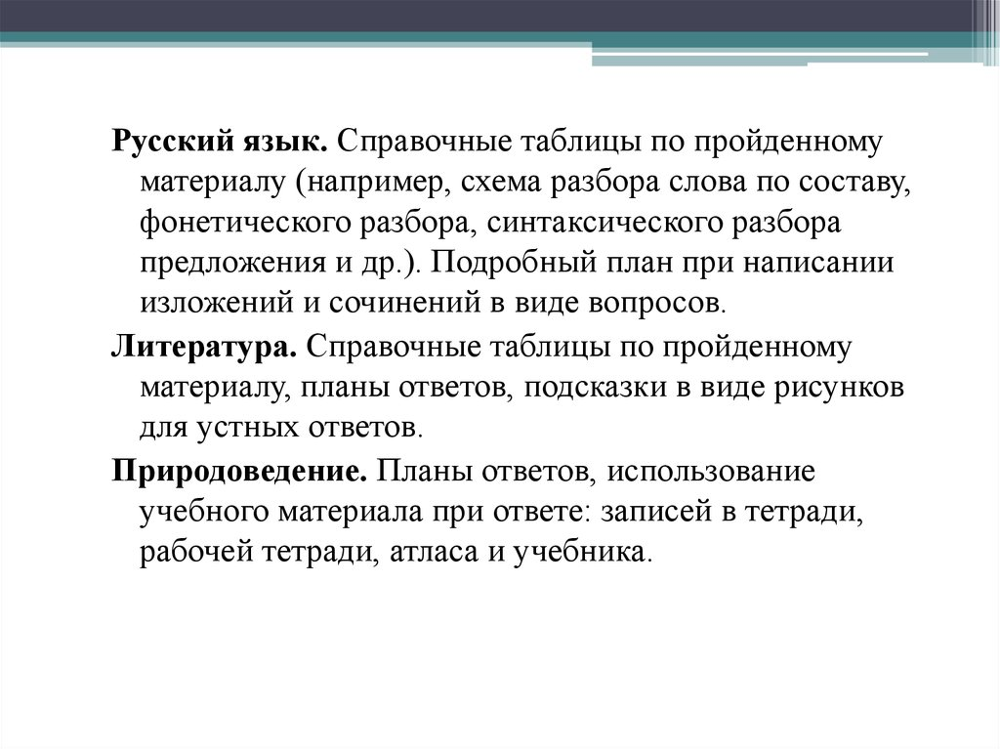 Русский язык. Справочные таблицы по пройденному
материалу (например, схема разбора слова по составу,
фонетического разбора, синтаксического разбора
предложения и др.). Подробный план при написании
изложений и сочинений в виде вопросов.
Литература. Справочные таблицы по пройденному
материалу, планы ответов, подсказки в виде рисунков
для устных ответов.
Природоведение. Планы ответов, использование
учебного материала при ответе: записей в тетради,
рабочей тетради, атласа и учебника.